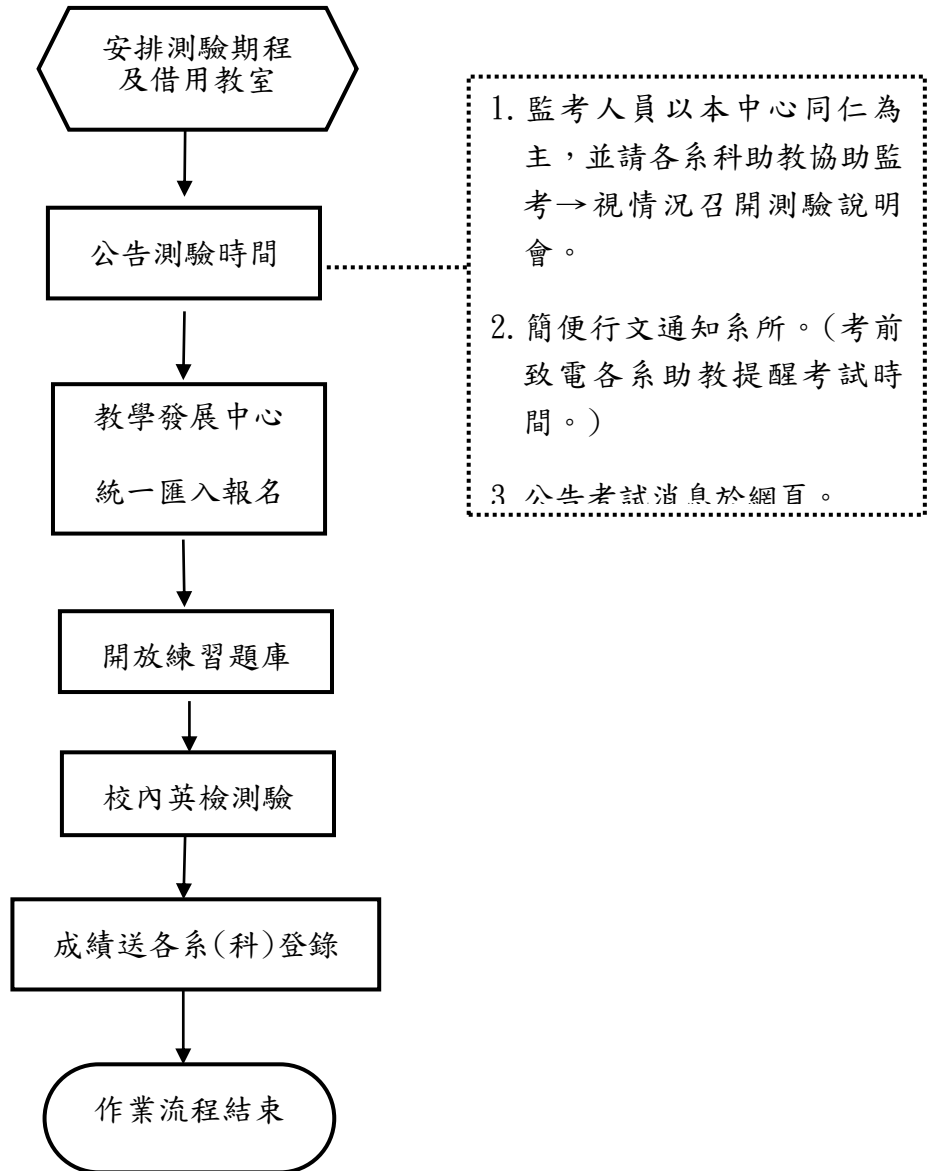 安排測驗期程
及借用教室
公告測驗時間
1. 監考人員以本中心同仁為
主，並請各系科助教協助監
考→視情況召開測驗說明
會。
2. 簡便行文通知系所。(考前
致電各系助教提醒考試時
間。)
3. 公告考試消息於網頁。
教學發展中心
統一匯入報名
開放練習題庫
校內英檢測驗
成績送各系(科)登錄
作業流程結束